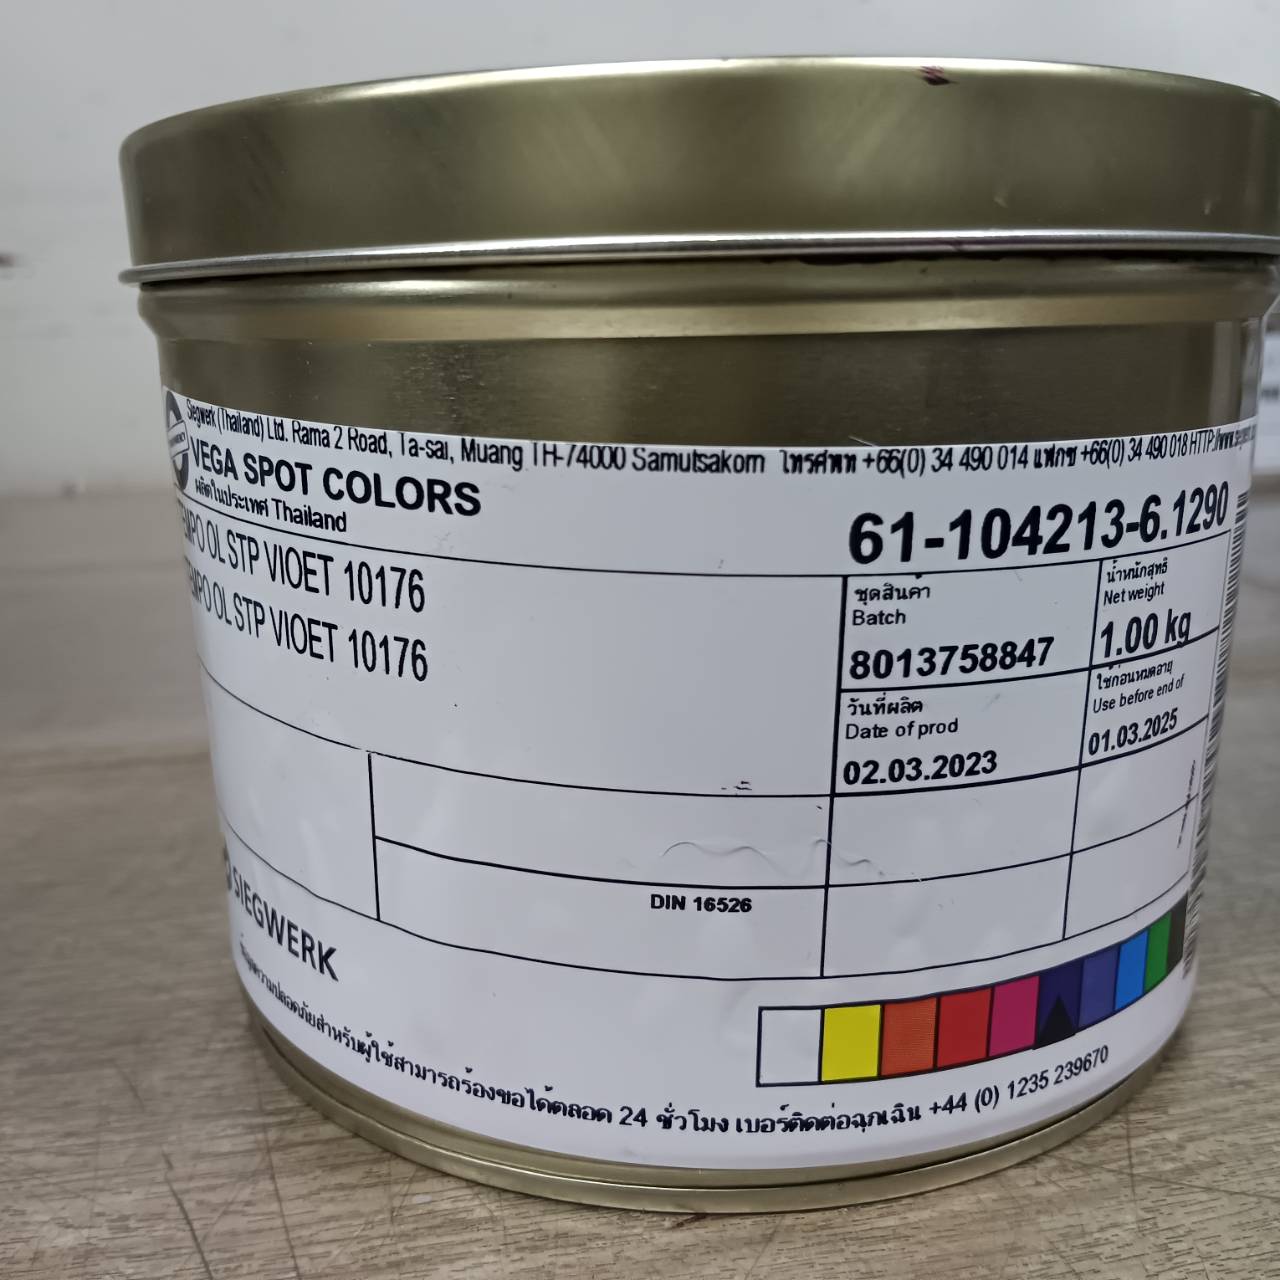 Siegwerk (Thailand) Ltd. Rama 2 Road, Ta-sai, Muang TH-74000 Samutsakorn โทรศัพท์ +66(0) 34 490 014 แฟกซ์ +66(0) 34 490 018
VEGA SPOT COLORS
ผลิตในประเทศ Thailand
61-104213-6.1290
EMPO OL STP VIOET 10176
EMPO OL STP VIOET 10176
ชุดสินค้า
Batch
8013758847
น้ำหนักสุทธิ
Net weight
1.00 kg
วันที่ผลิต
Date of prod
02.03.2023
ใช้ก่อนหมดอายุ
Use before end of
01.03.2025
DIN 16526
SIEGWERK
ข้อมูลความปลอดภัยสำหรับผู้ใช้สามารถร้องขอได้ตลอด 24 ชั่วโมง เบอร์ติดต่อฉุกเฉิน +44 (0) 1235 239670